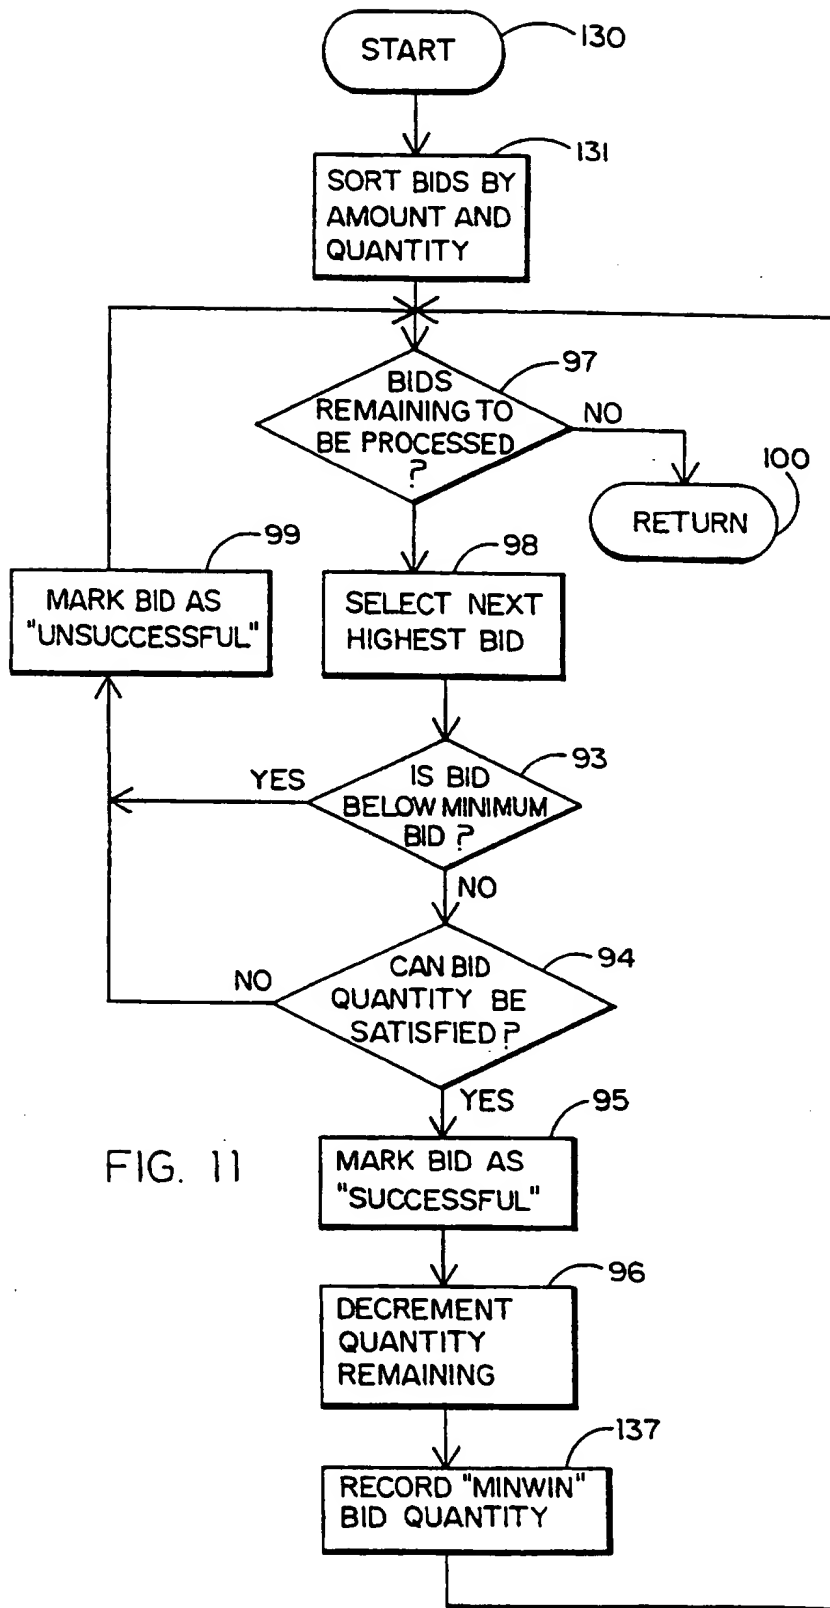 START
130
131
SORT BIDS BY
AMOUNT AND
QUANTITY
97
BIDS
REMAINING TO
BE PROCESSED
?
NO
100
RETURN
99
MARK BID AS
"UNSUCCESSFUL"
98
SELECT NEXT
HIGHEST BID
93
YES
IS BID
BELOW MINIMUM
BID ?
NO
94
NO
CAN BID
QUANTITY BE
SATISFIED ?
YES
95
FIG. 11
MARK BID AS
"SUCCESSFUL"
96
DECREMENT
QUANTITY
REMAINING
137
RECORD "MINWIN"
BID QUANTITY